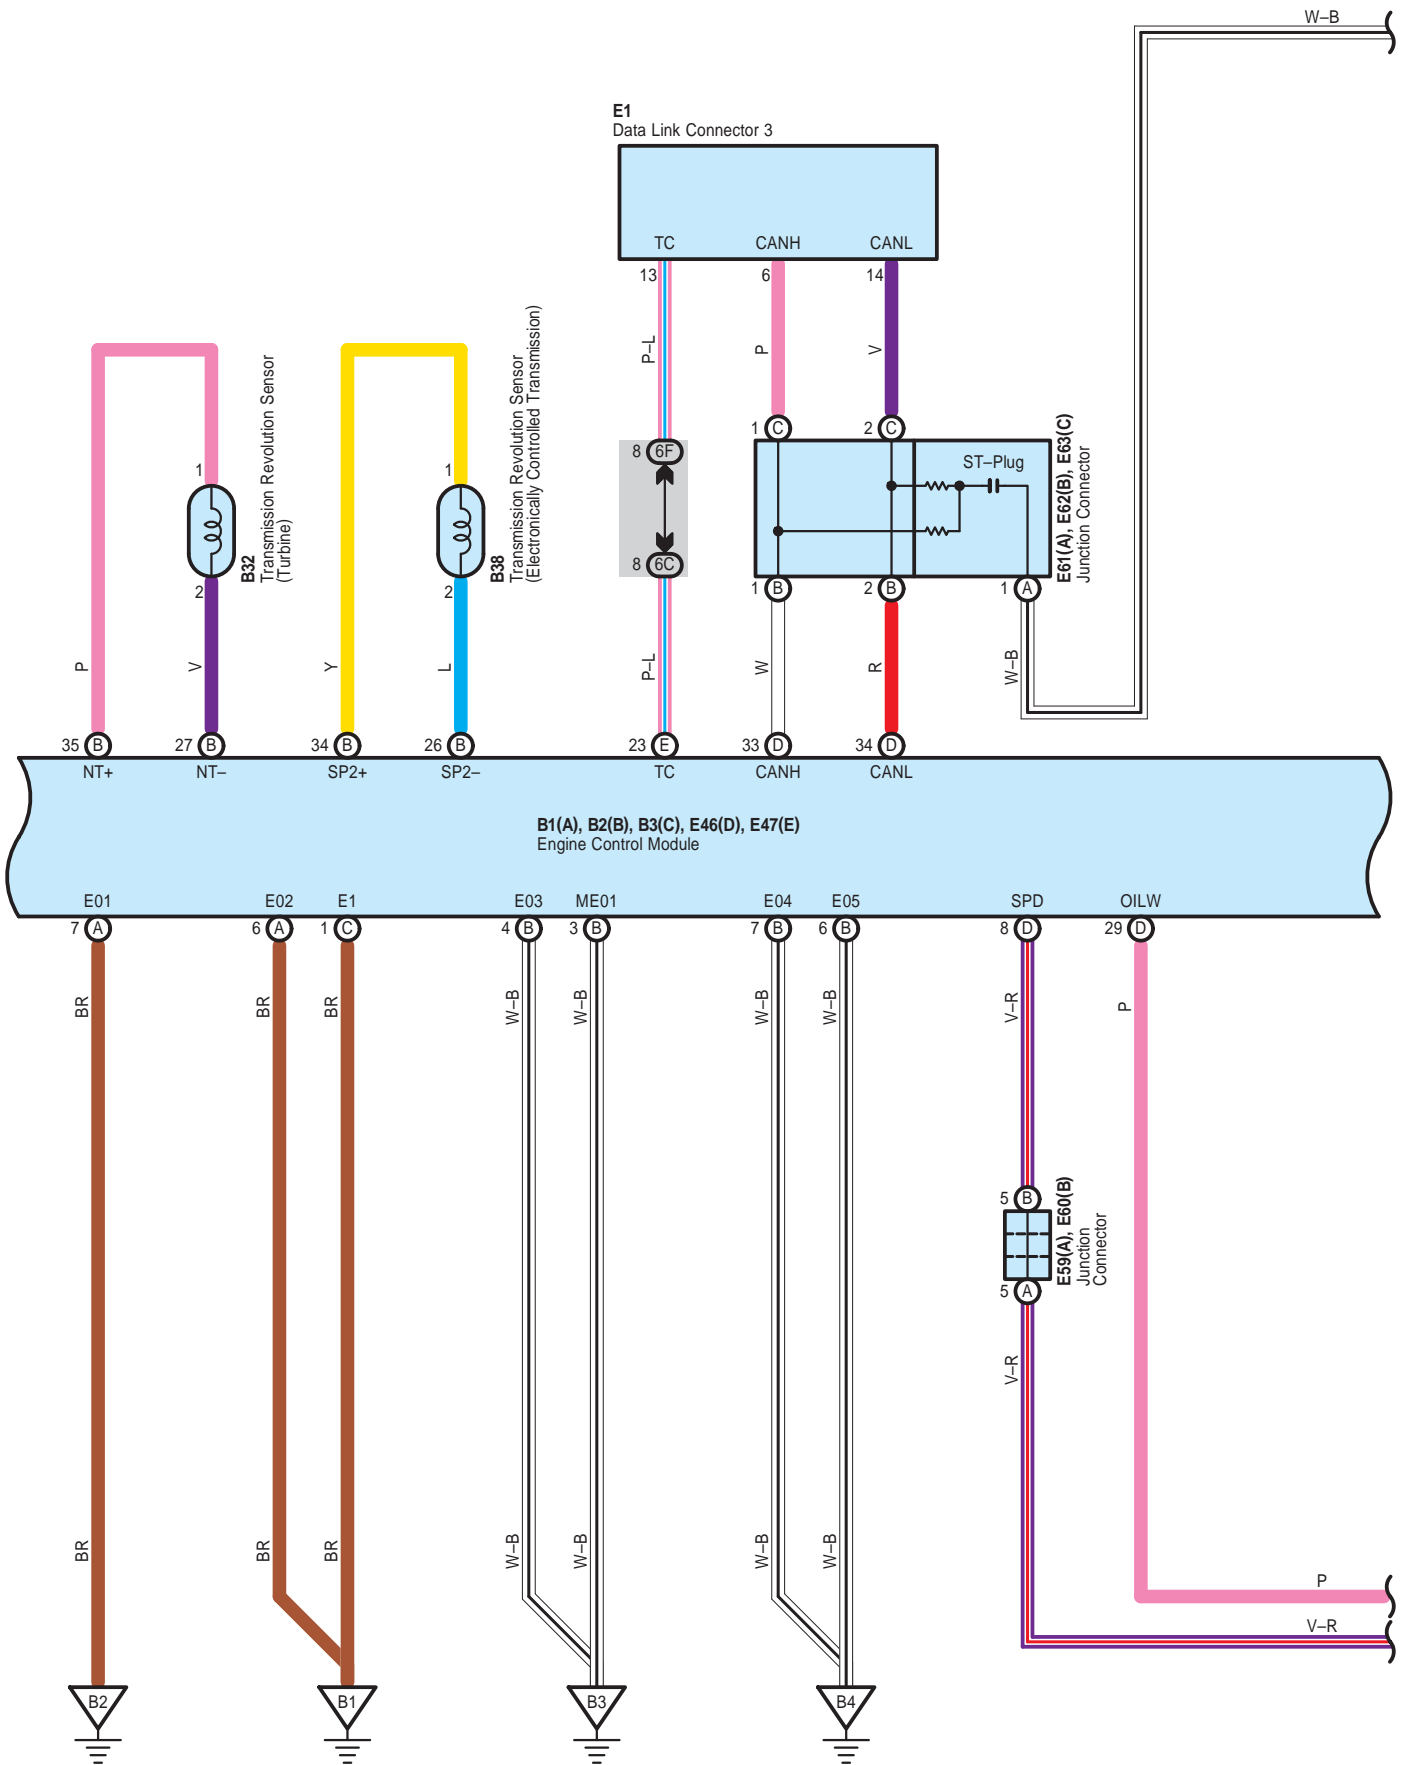 W–B
E1
Data Link Connector 3
TC CANH CANL
13 6 14
P–L P V
1 C 2 C
8 6F
ST–Plug
8 6C
E61(A), E62(B), E63(C)
Junction Connector
1 B 2 B 1 A
1 1
B32
Transmission Revolution Sensor
(Turbine)
B38
Transmission Revolution Sensor
(Electronically Controlled Transmission)
2 2
P V Y L P–L W R W–B
35 B 27 B 34 B 26 B 23 E 33 D 34 D
NT+ NT– SP2+ SP2– TC CANH CANL
B1(A), B2(B), B3(C), E46(D), E47(E)
Engine Control Module
E01 E02 E1 E03 ME01 E04 E05 SPD OILW
7 A 6 A 1 C 4 B 3 B 7 B 6 B 8 D 29 D
BR BR BR W–B W–B W–B W–B V–R P
5 B
E59(A), E60(B)
Junction
Connector
5 A
V–R
BR BR BR W–B W–B W–B W–B
P
V–R
B2 B1 B3 B4